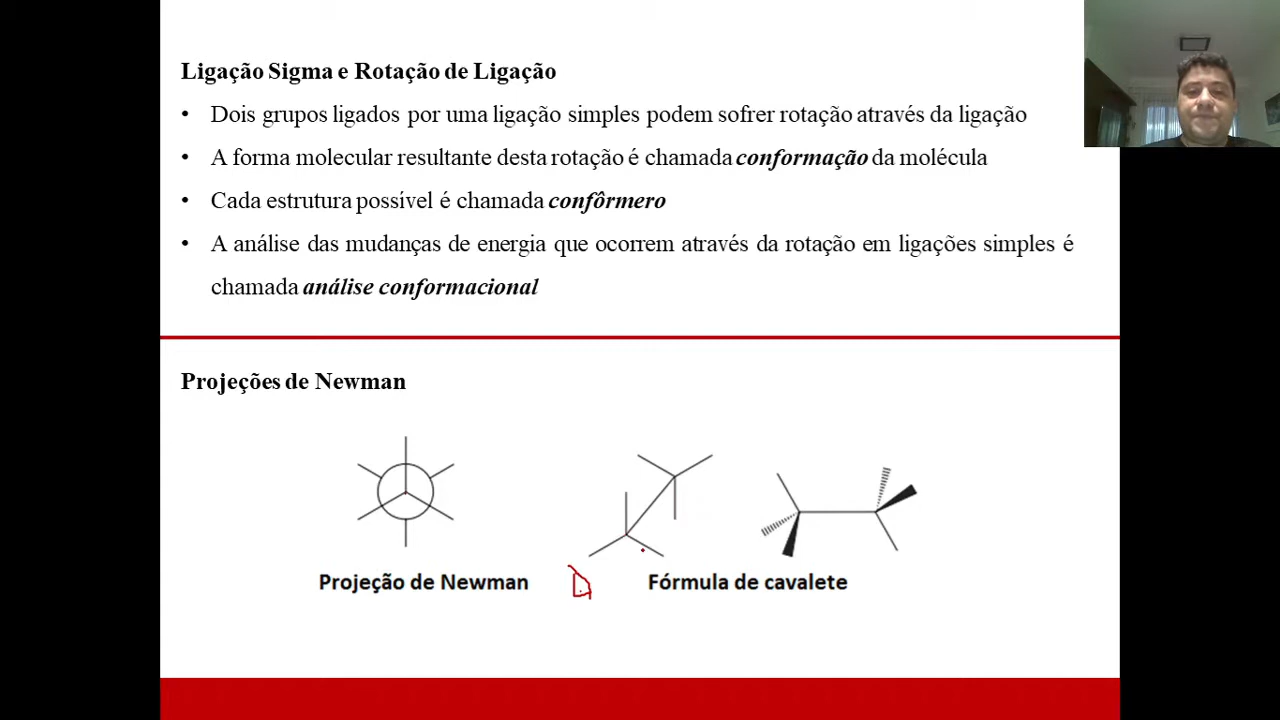 Ligação Sigma e Rotação de Ligação
• Dois grupos ligados por uma ligação simples podem sofrer rotação através da ligação
• A forma molecular resultante desta rotação é chamada conformação da molécula
• Cada estrutura possível é chamada confôrmero
• A análise das mudanças de energia que ocorrem através da rotação em ligações simples é
chamada análise conformacional
Projeções de Newman
Projeção de Newman
Fórmula de cavalete